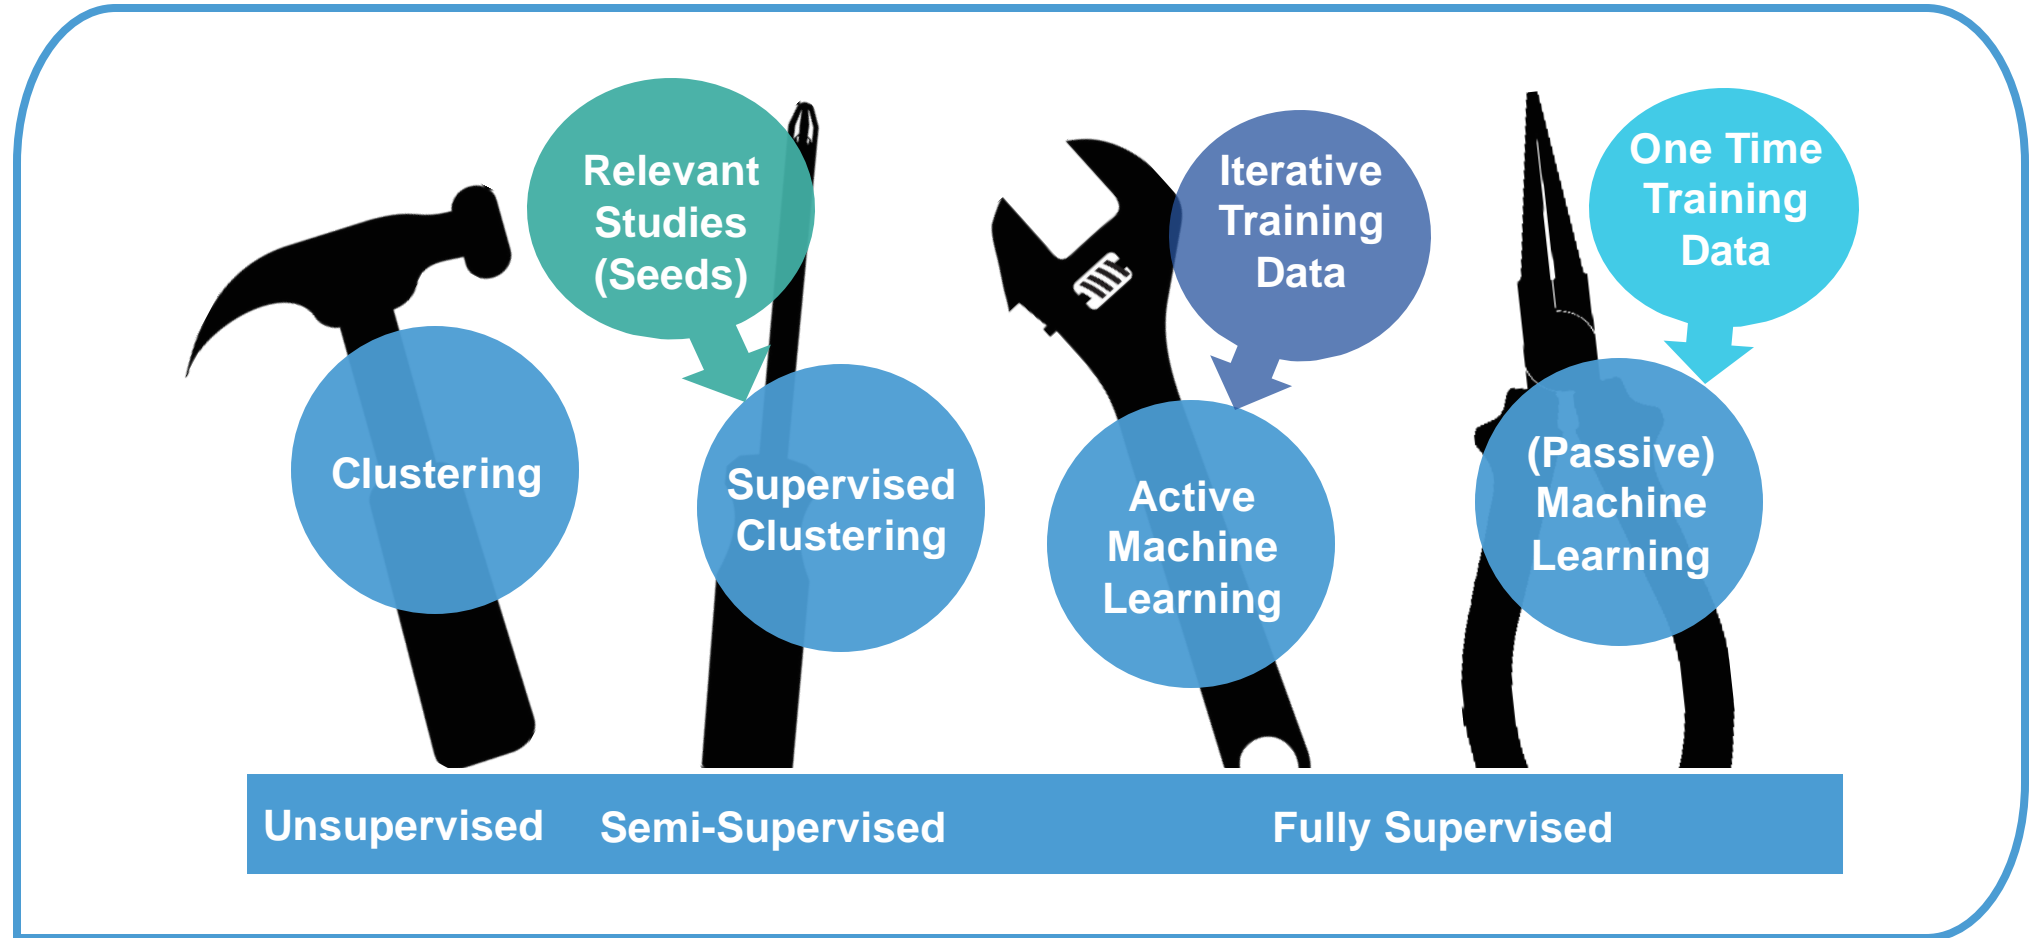 Relevant
Studies
(Seeds)
Iterative
Training
Data
One Time
Training
Data
Clustering
Supervised
Clustering
Active
Machine
Learning
(Passive)
Machine
Learning
Unsupervised
Semi-Supervised
Fully Supervised